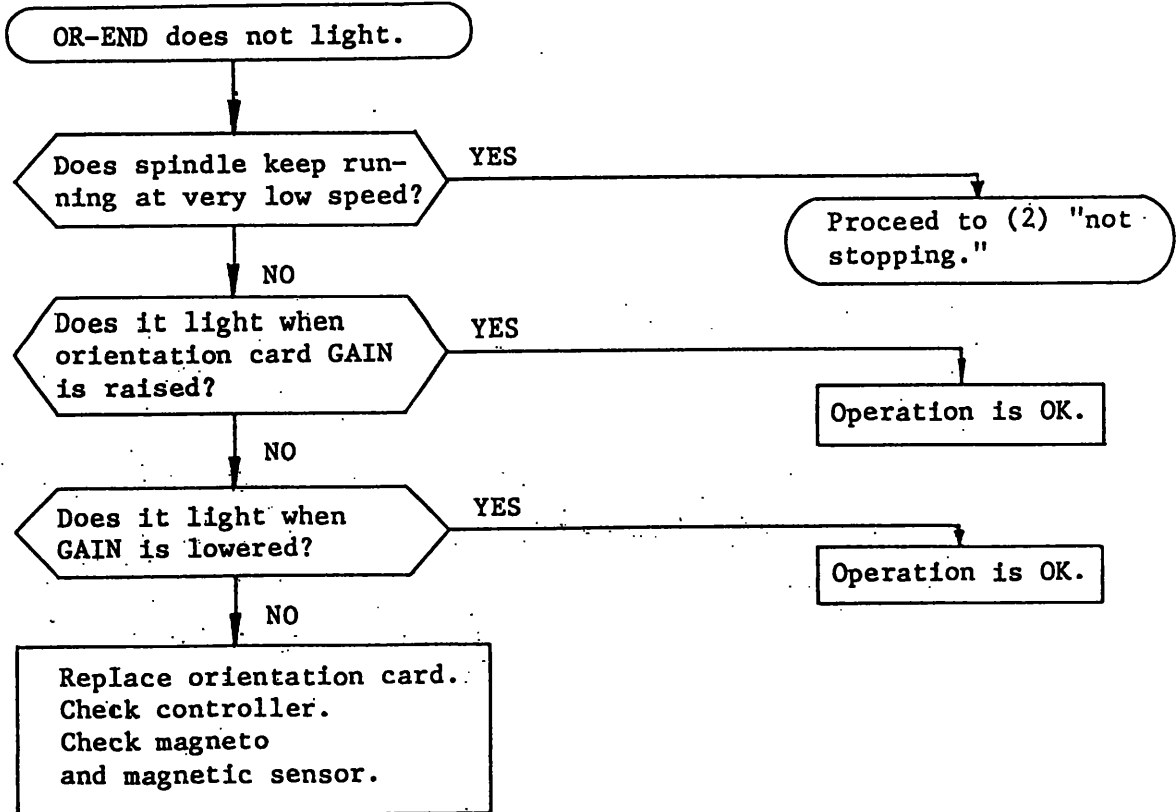 OR-END does not light.
Does spindle keep run-
ning at very low speed?
YES
Proceed to (2) "not
stopping."
NO
Does it light when
orientation card GAIN
is raised?
YES
Operation is OK.
NO
Does it light when
GAIN is lowered?
YES
Operation is OK.
NO
Replace orientation card.
Check controller.
Check magneto
and magnetic sensor.